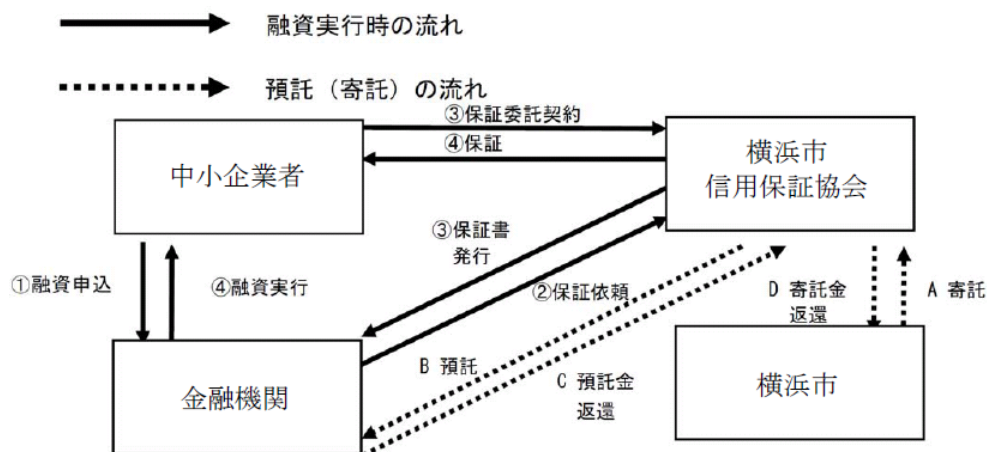 融資実行時の流れ
預託（寄託）の流れ
③保証委託契約
④保証
中小企業者
横浜市
信用保証協会
③保証書
発行
①融資申込
④融資実行
②保証依頼
D 寄託金
返還
A 寄託
B 預託
C 預託金
返還
金融機関
横浜市